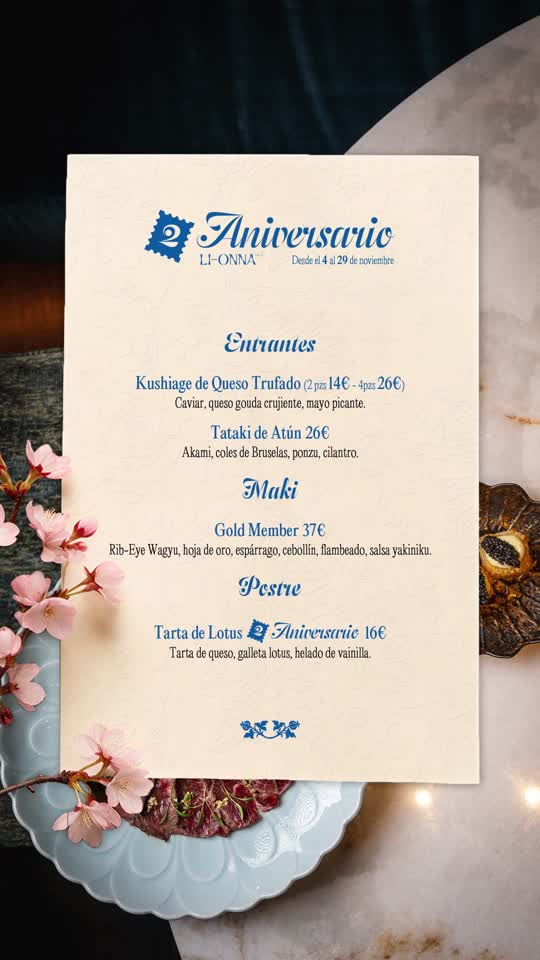 2 Aniversario
LI-ONNA
Desde el 4 al 29 de noviembre
Entrantes
Kushiage de Queso Trufado (2 pzs 14€ - 4pzs 26€)
Caviar, queso gouda crujiente, mayo picante.
Tataki de Atún 26€
Akami, coles de Bruselas, ponzu, cilantro.
Maki
Gold Member 37€
Rib-Eye Wagyu, hoja de oro, espárrago, cebollín, flambeado, salsa yakiniku.
Postre
Tarta de Lotus 2 Aniversario 16€
Tarta de queso, galleta lotus, helado de vainilla.